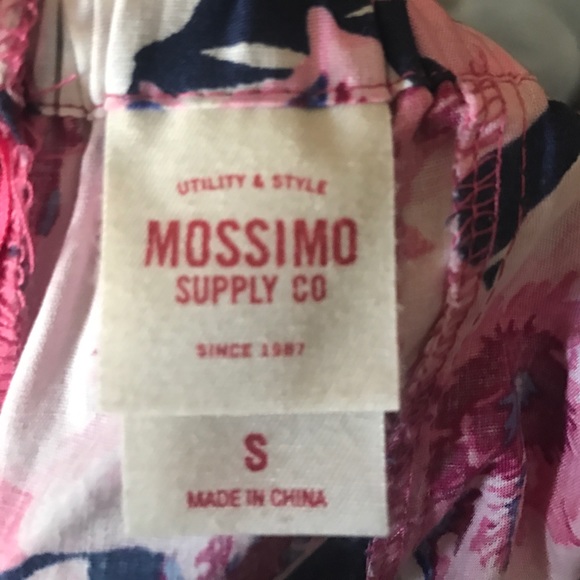 UTILITY & STYLE
MOSSIMO
SUPPLY CO
SINCE 1987
S
MADE IN CHINA